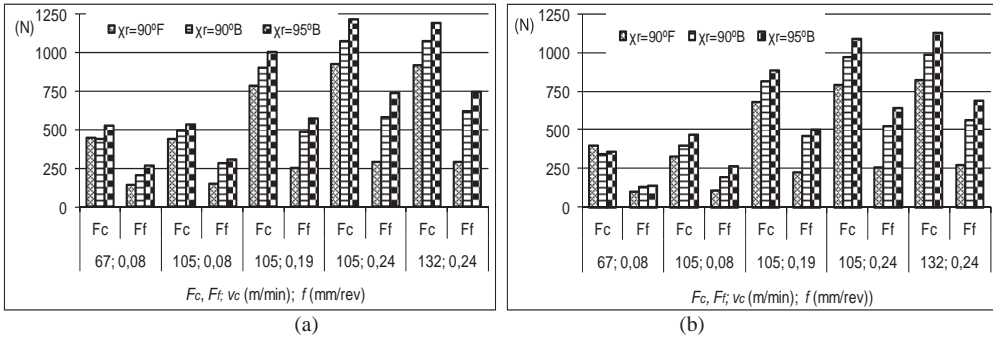 (N)
1250
1000
750
500
250
0
χr=90ºF χr=90ºB χr=95ºB
Fc Ff Fc Ff Fc Ff Fc Ff Fc Ff
67; 0,08 105; 0,08 105; 0,19 105; 0,24 132; 0,24
Fc, Ff; vc (m/min); f (mm/rev)
(a)
(N)
1250
1000
750
500
250
0
χr=90ºF χr=90ºB χr=95ºB
Fc Ff Fc Ff Fc Ff Fc Ff Fc Ff
67; 0,08 105; 0,08 105; 0,19 105; 0,24 132; 0,24
Fc, Ff; vc (m/min); f (mm/rev))
(b)